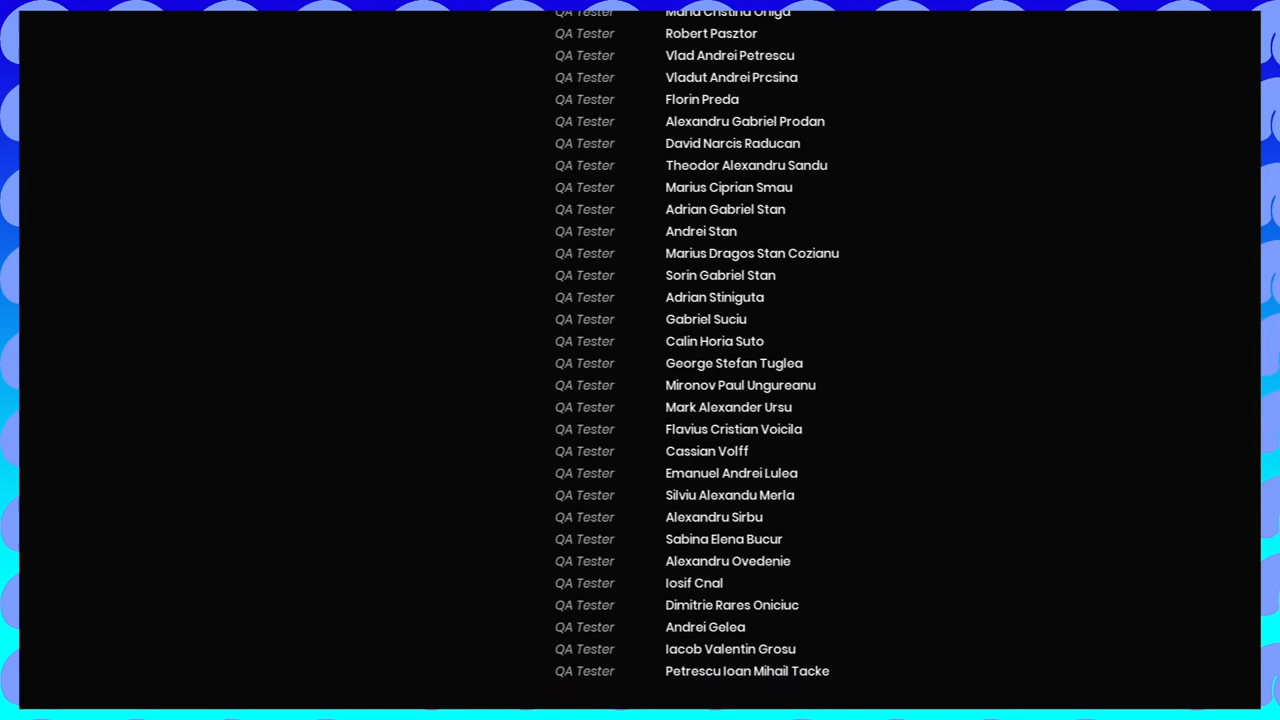 QA Tester Maria Cristina Oniga
QA Tester Robert Pasztor
QA Tester Vlad Andrei Petrescu
QA Tester Vladut Andrei Prcsina
QA Tester Florin Preda
QA Tester Alexandru Gabriel Prodan
QA Tester David Narcis Raducan
QA Tester Theodor Alexandru Sandu
QA Tester Marius Ciprian Smau
QA Tester Adrian Gabriel Stan
QA Tester Andrei Stan
QA Tester Marius Dragos Stan Cozianu
QA Tester Sorin Gabriel Stan
QA Tester Adrian Stiniguta
QA Tester Gabriel Suciu
QA Tester Calin Horia Suto
QA Tester George Stefan Tuglea
QA Tester Mironov Paul Ungureanu
QA Tester Mark Alexander Ursu
QA Tester Flavius Cristian Voicila
QA Tester Cassian Volff
QA Tester Emanuel Andrei Lulea
QA Tester Silviu Alexandu Merla
QA Tester Alexandru Sirbu
QA Tester Sabina Elena Bucur
QA Tester Alexandru Ovedenie
QA Tester Iosif Cnal
QA Tester Dimitrie Rares Oniciuc
QA Tester Andrei Gelea
QA Tester Iacob Valentin Grosu
QA Tester Petrescu Ioan Mihail Tacke